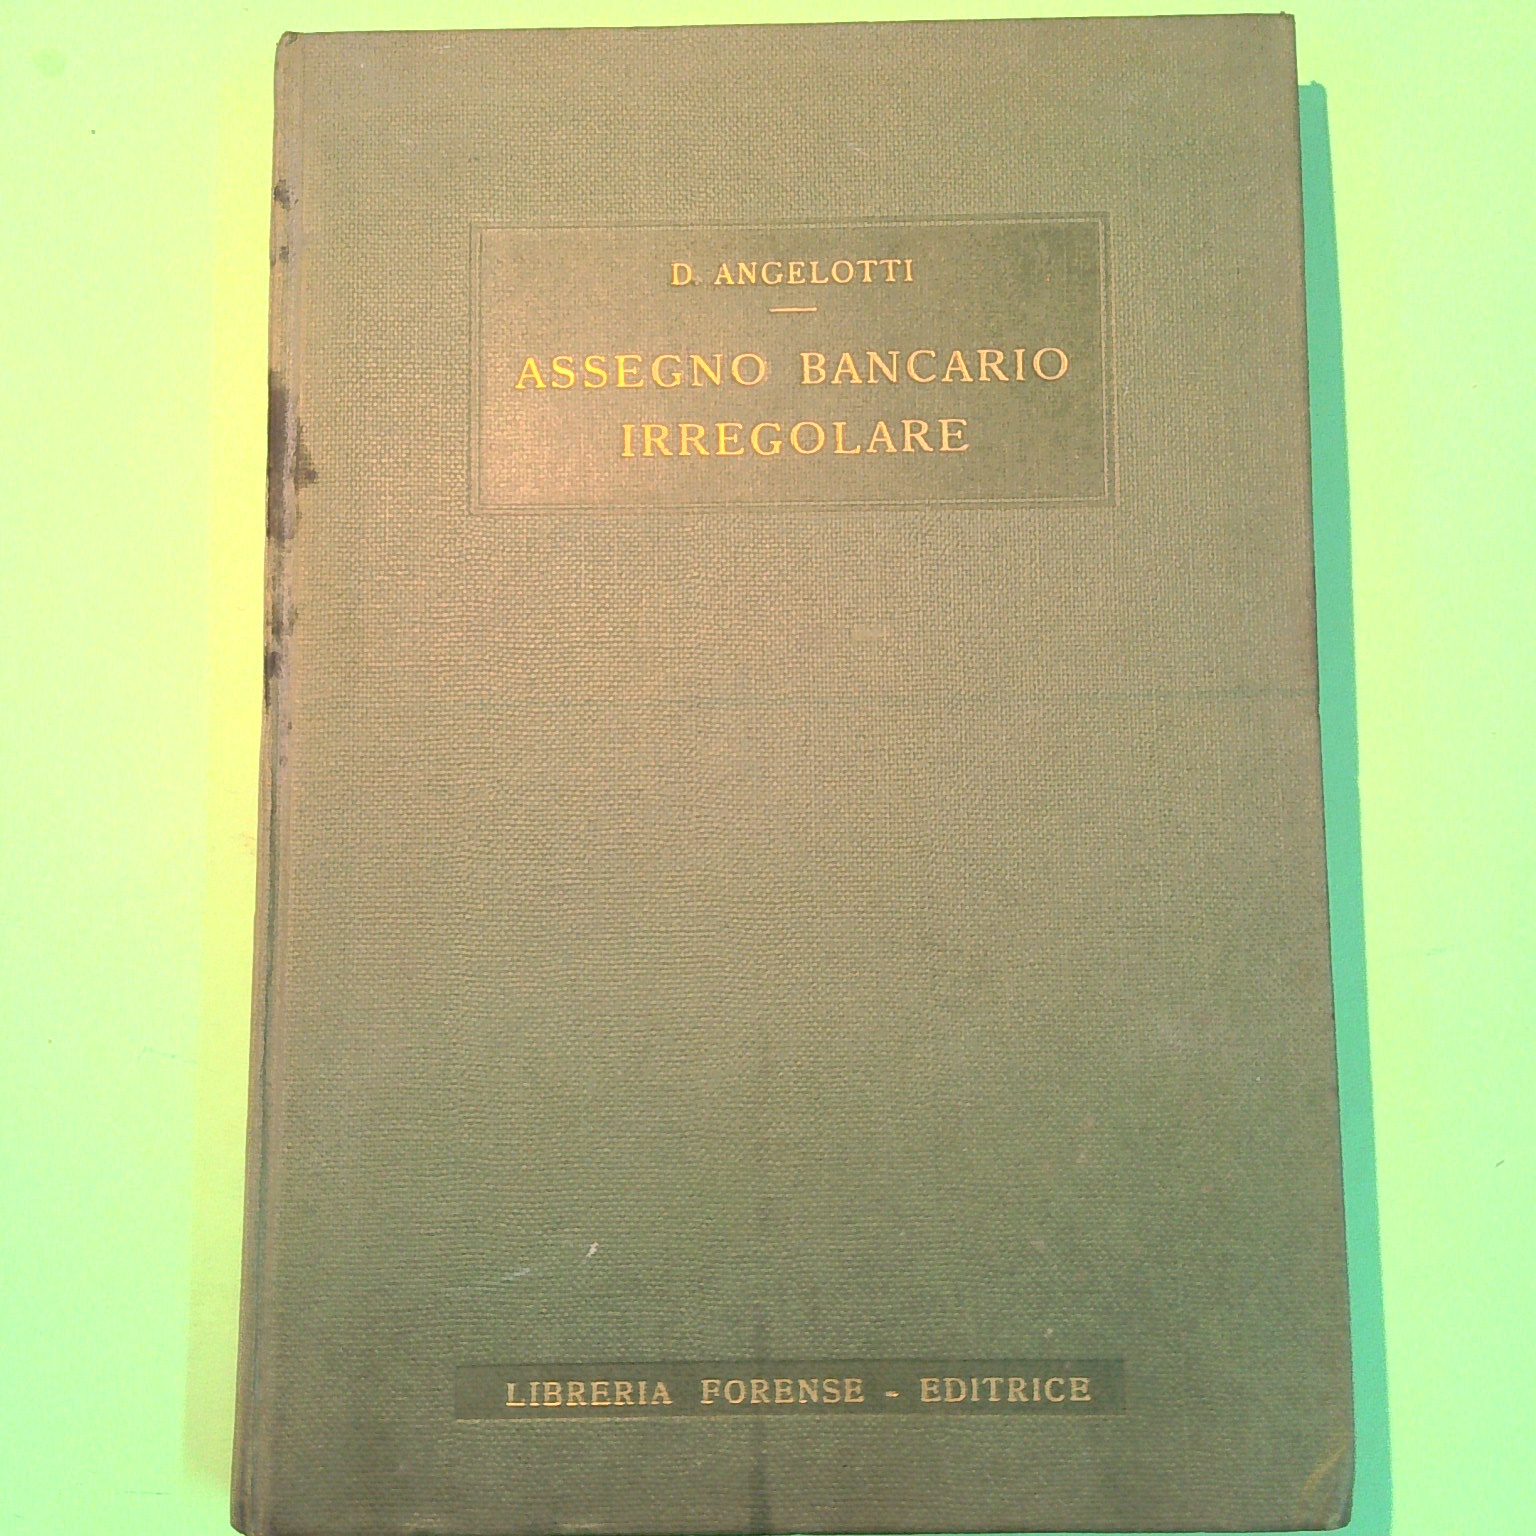 D. ANGELOTTI
ASSEGNO BANCARIO
IRREGOLARE
LIBRERIA FORENSE - EDITRICE